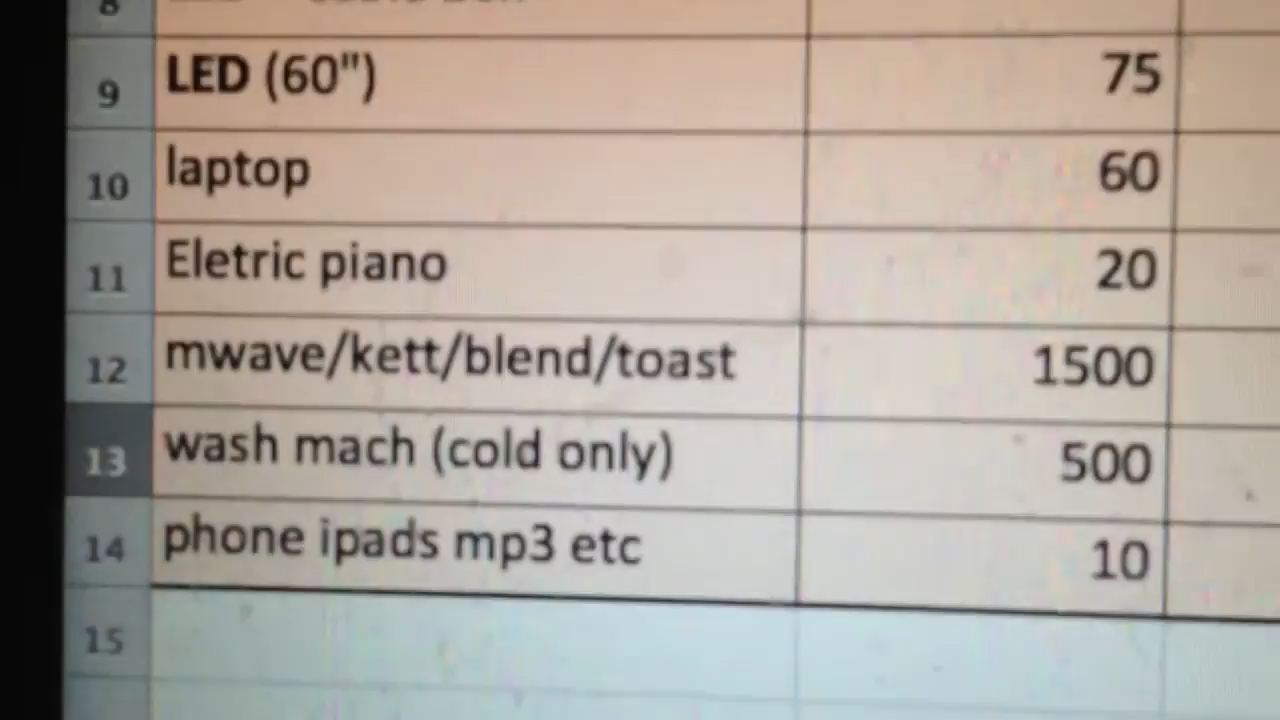 8
9 LED (60") 75
10 laptop 60
11 Eletric piano 20
12 mwave/kett/blend/toast 1500
13 wash mach (cold only) 500
14 phone ipads mp3 etc 10
15